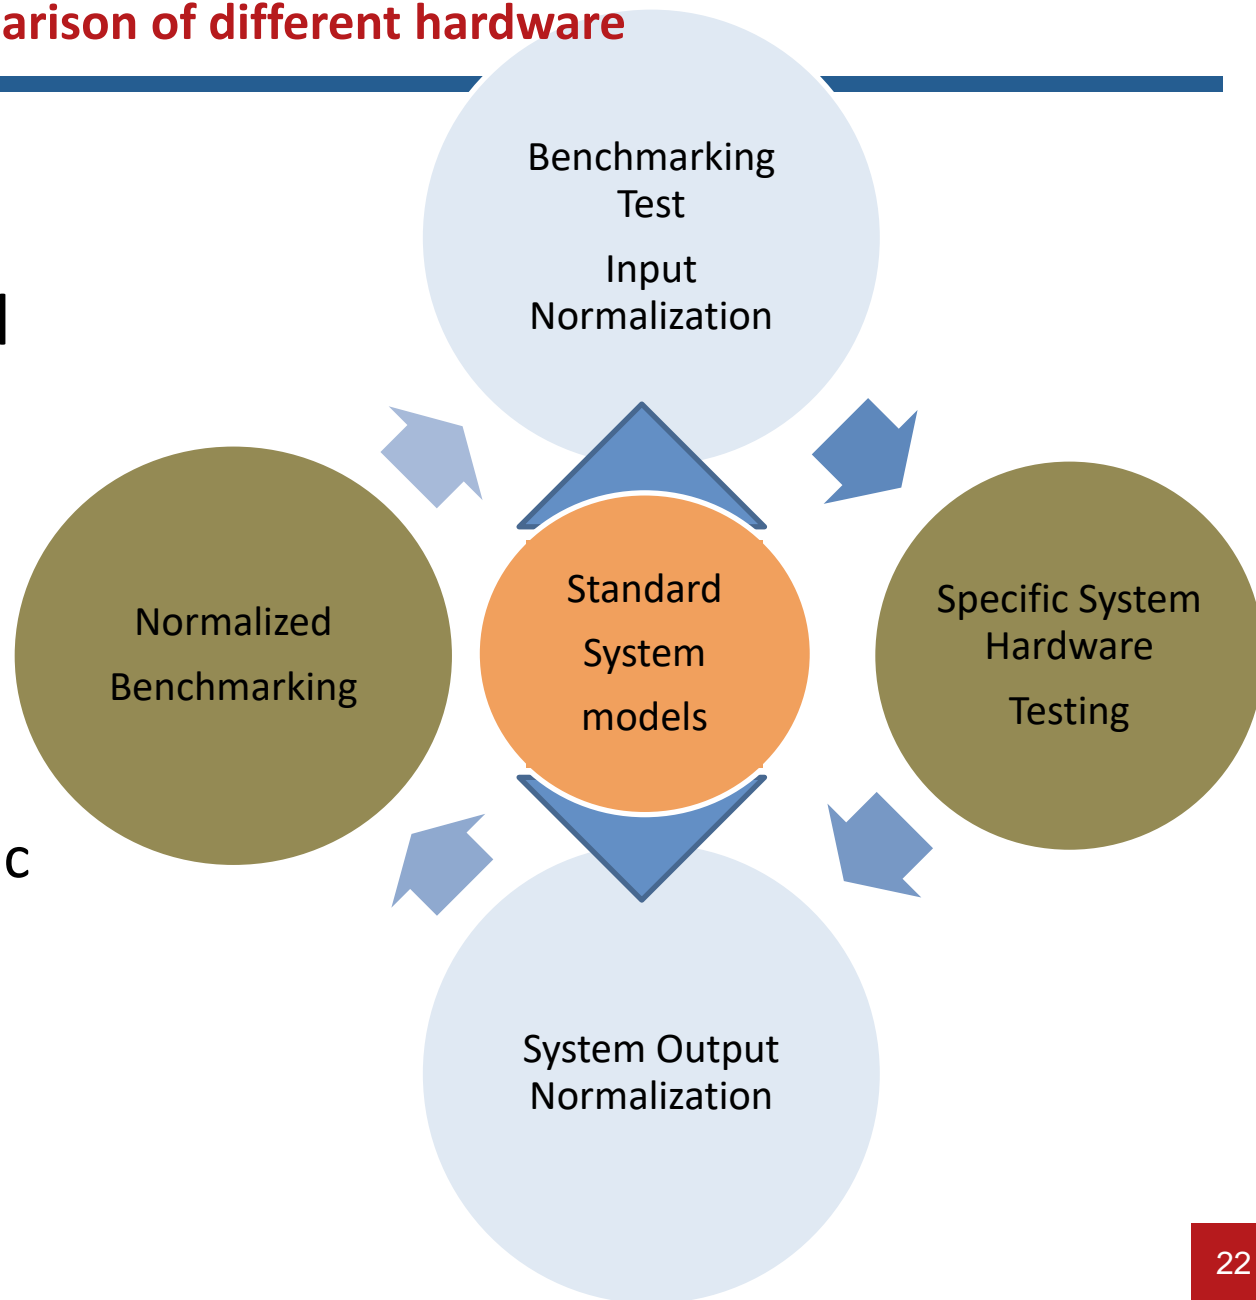 arison of different hardware
Benchmarking
Test
Input
Normalization
Normalized
Benchmarking
Standard
System
models
Specific System
Hardware
Testing
c
System Output
Normalization
22